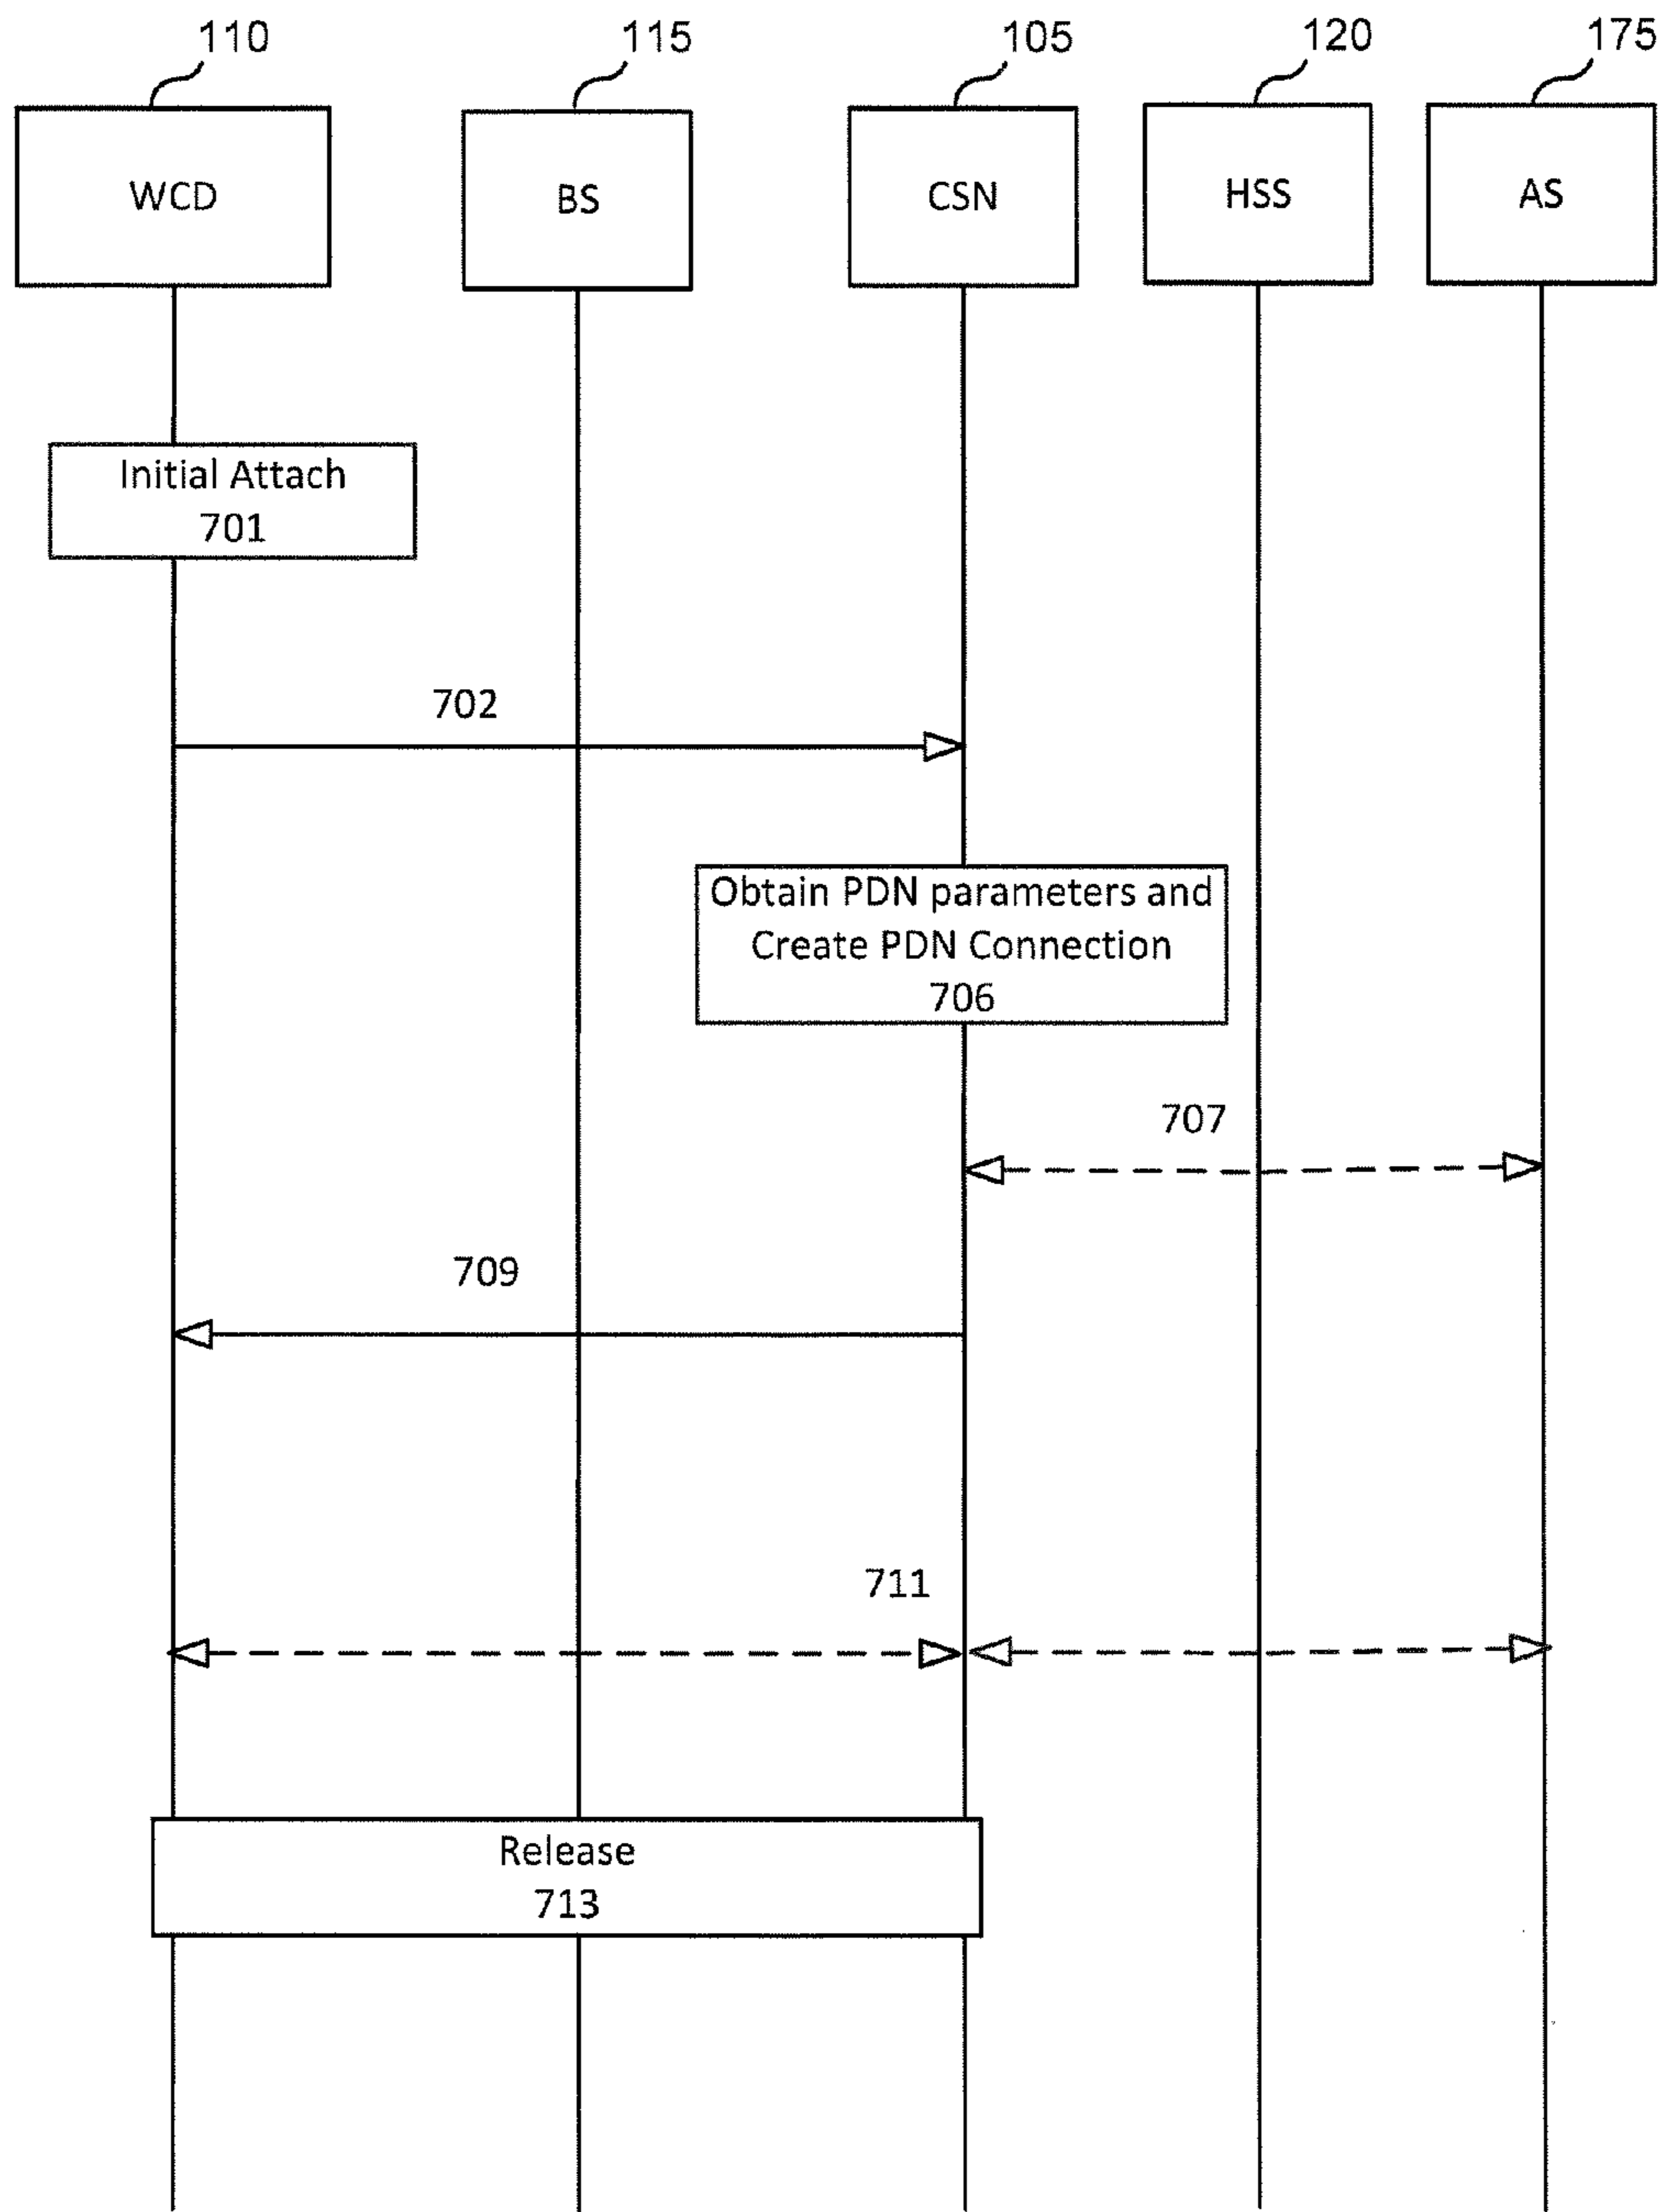 110
115
105
120
175
WCD
BS
CSN
HSS
AS
Initial Attach
701
702
Obtain PDN parameters and
Create PDN Connection
706
707
709
711
Release
713